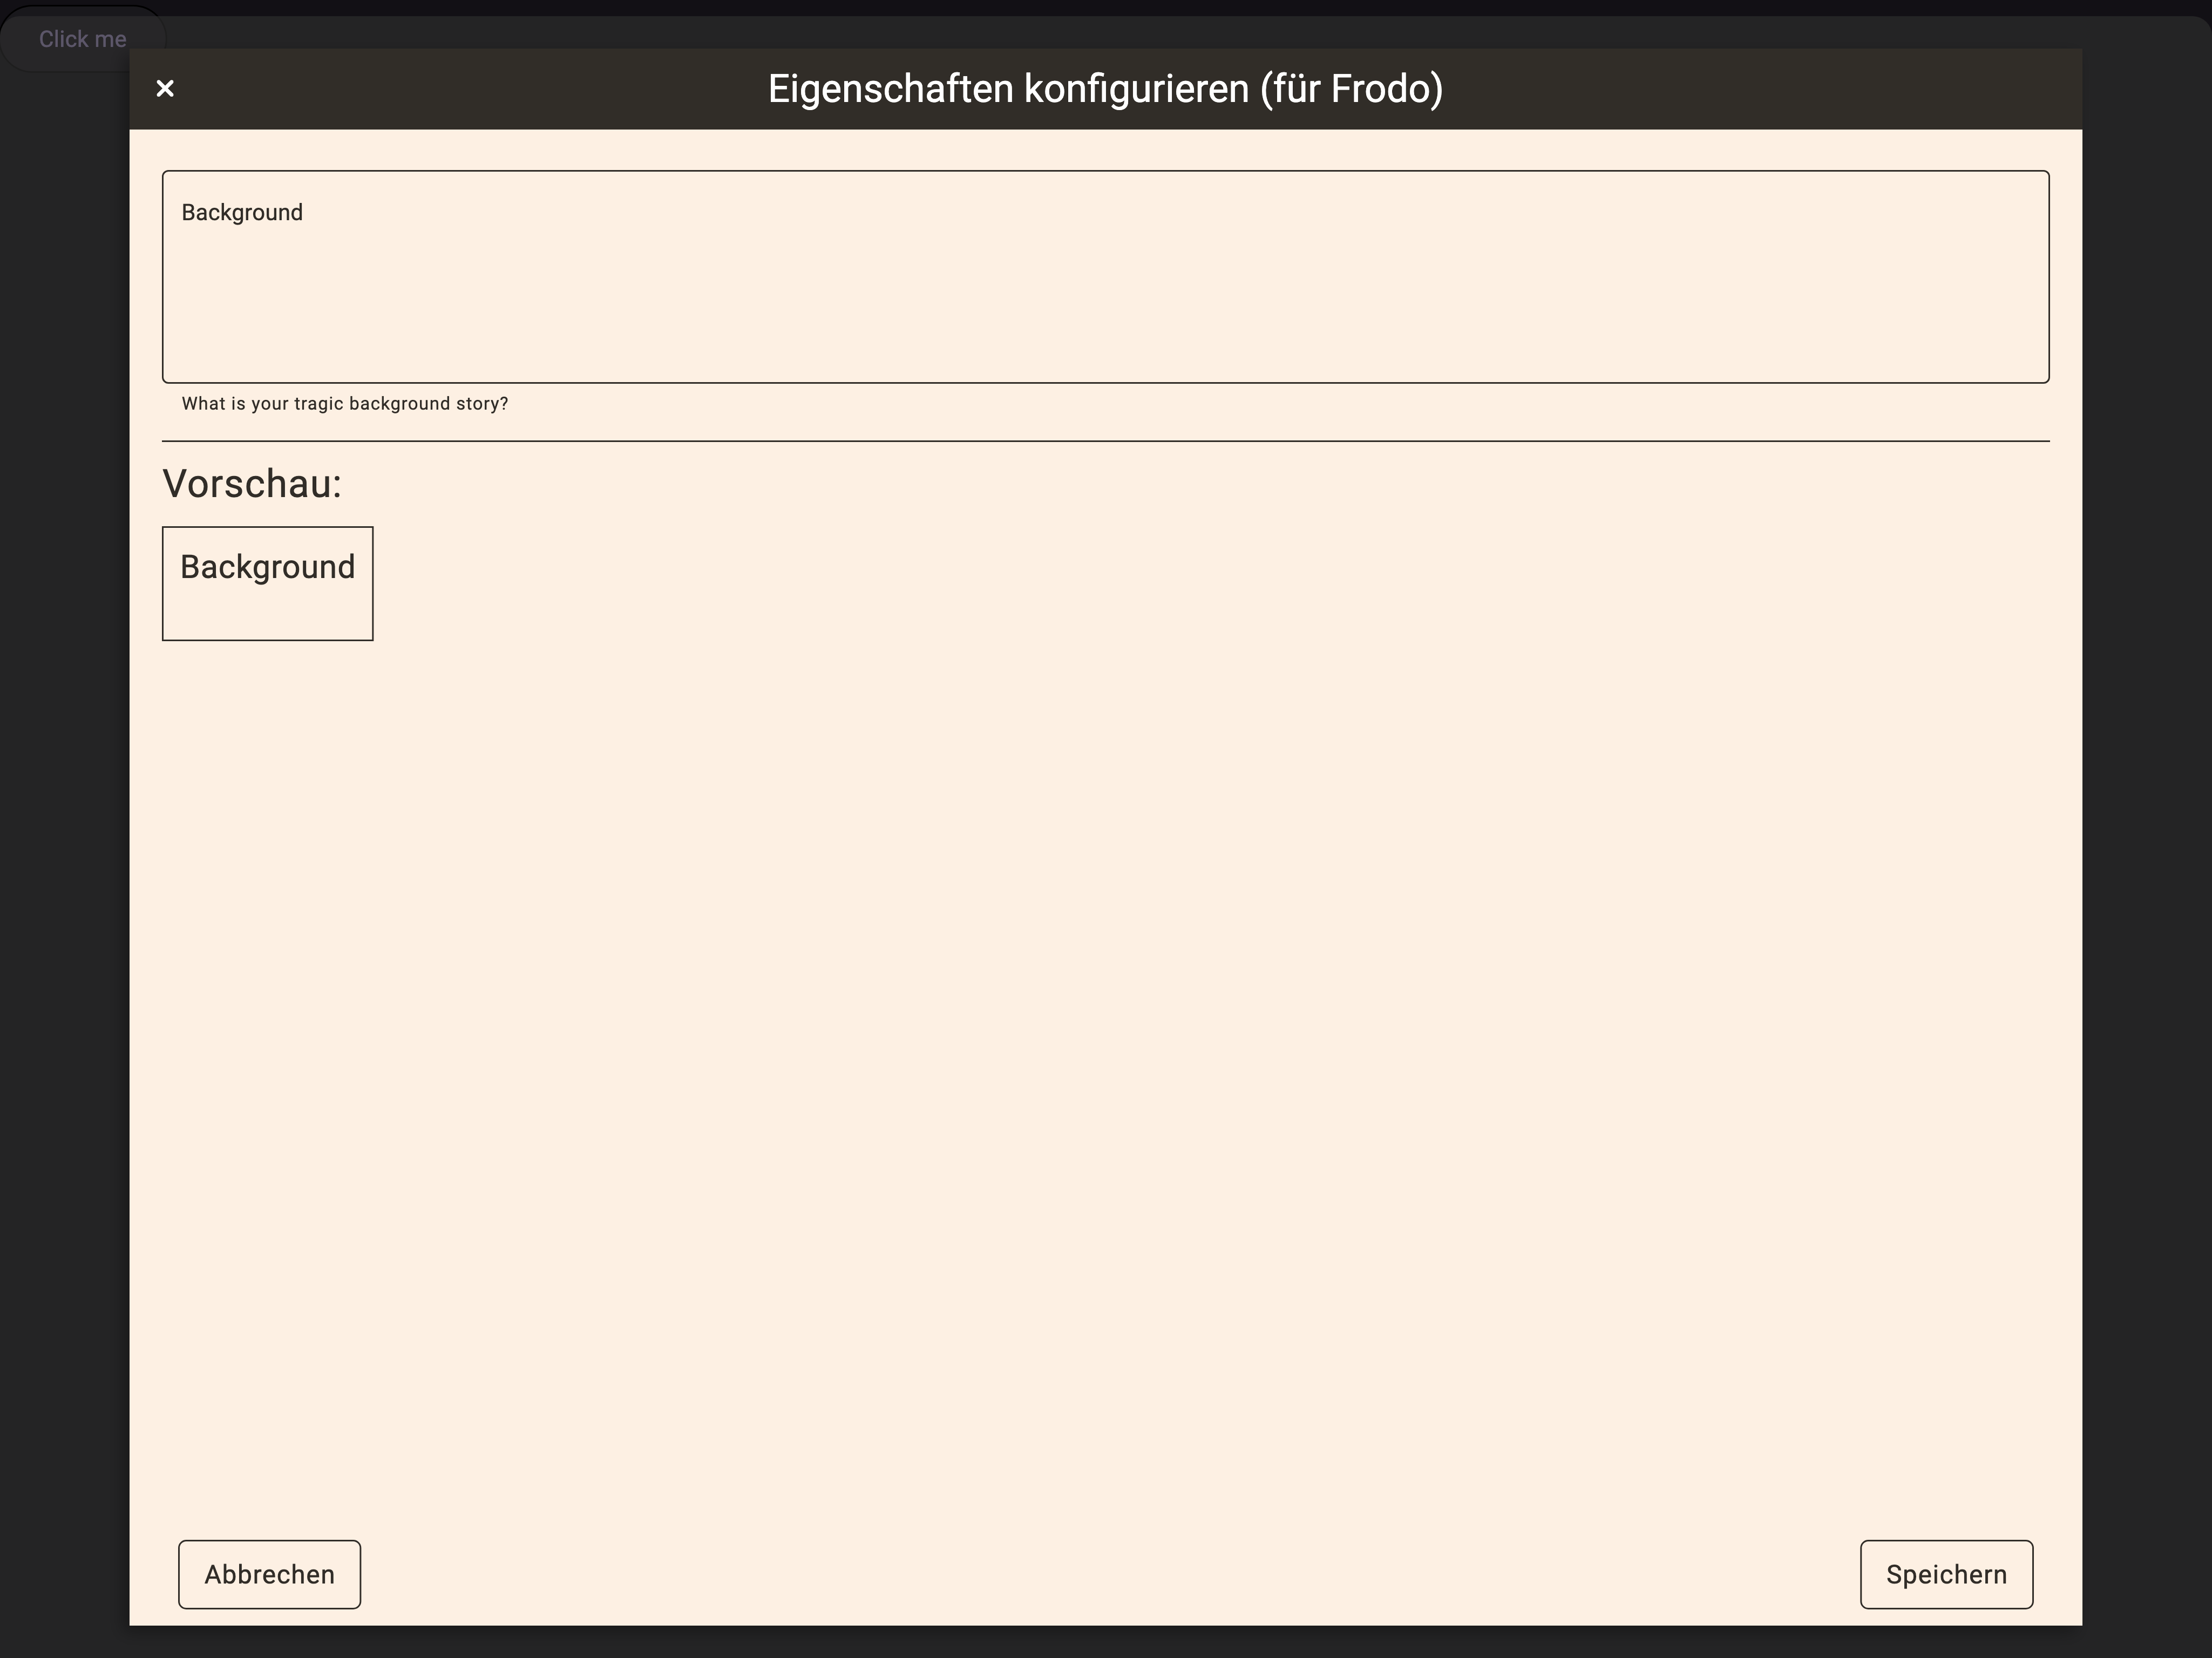 Click me
× Eigenschaften konfigurieren (für Frodo)
Background
What is your tragic background story?
Vorschau:
Background
Abbrechen
Speichern